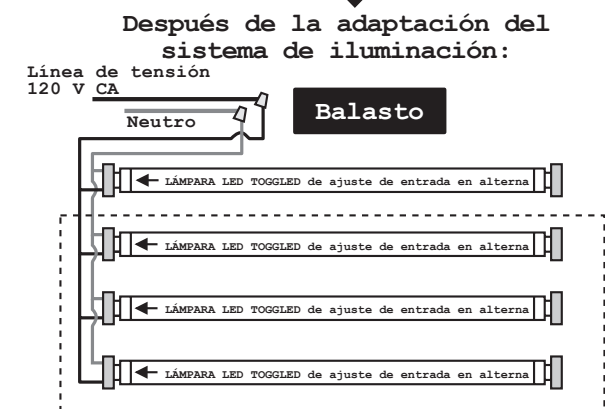 Después de la adaptación del
sistema de iluminación:
Línea de tensión
120 V CA
Neutro
Balasto
LÁMPARA LED TOGGLED de ajuste de entrada en alterna
LÁMPARA LED TOGGLED de ajuste de entrada en alterna
LÁMPARA LED TOGGLED de ajuste de entrada en alterna
LÁMPARA LED TOGGLED de ajuste de entrada en alterna